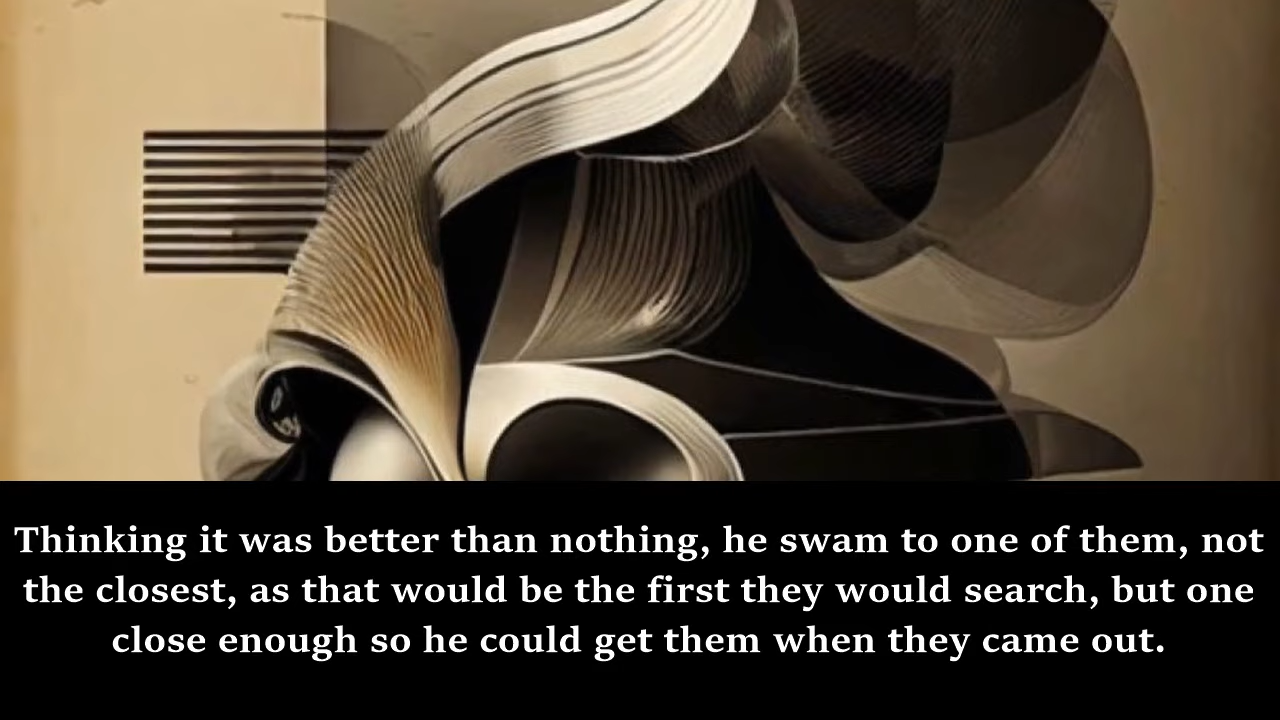 Thinking it was better than nothing, he swam to one of them, not
the closest, as that would be the first they would search, but one
close enough so he could get them when they came out.